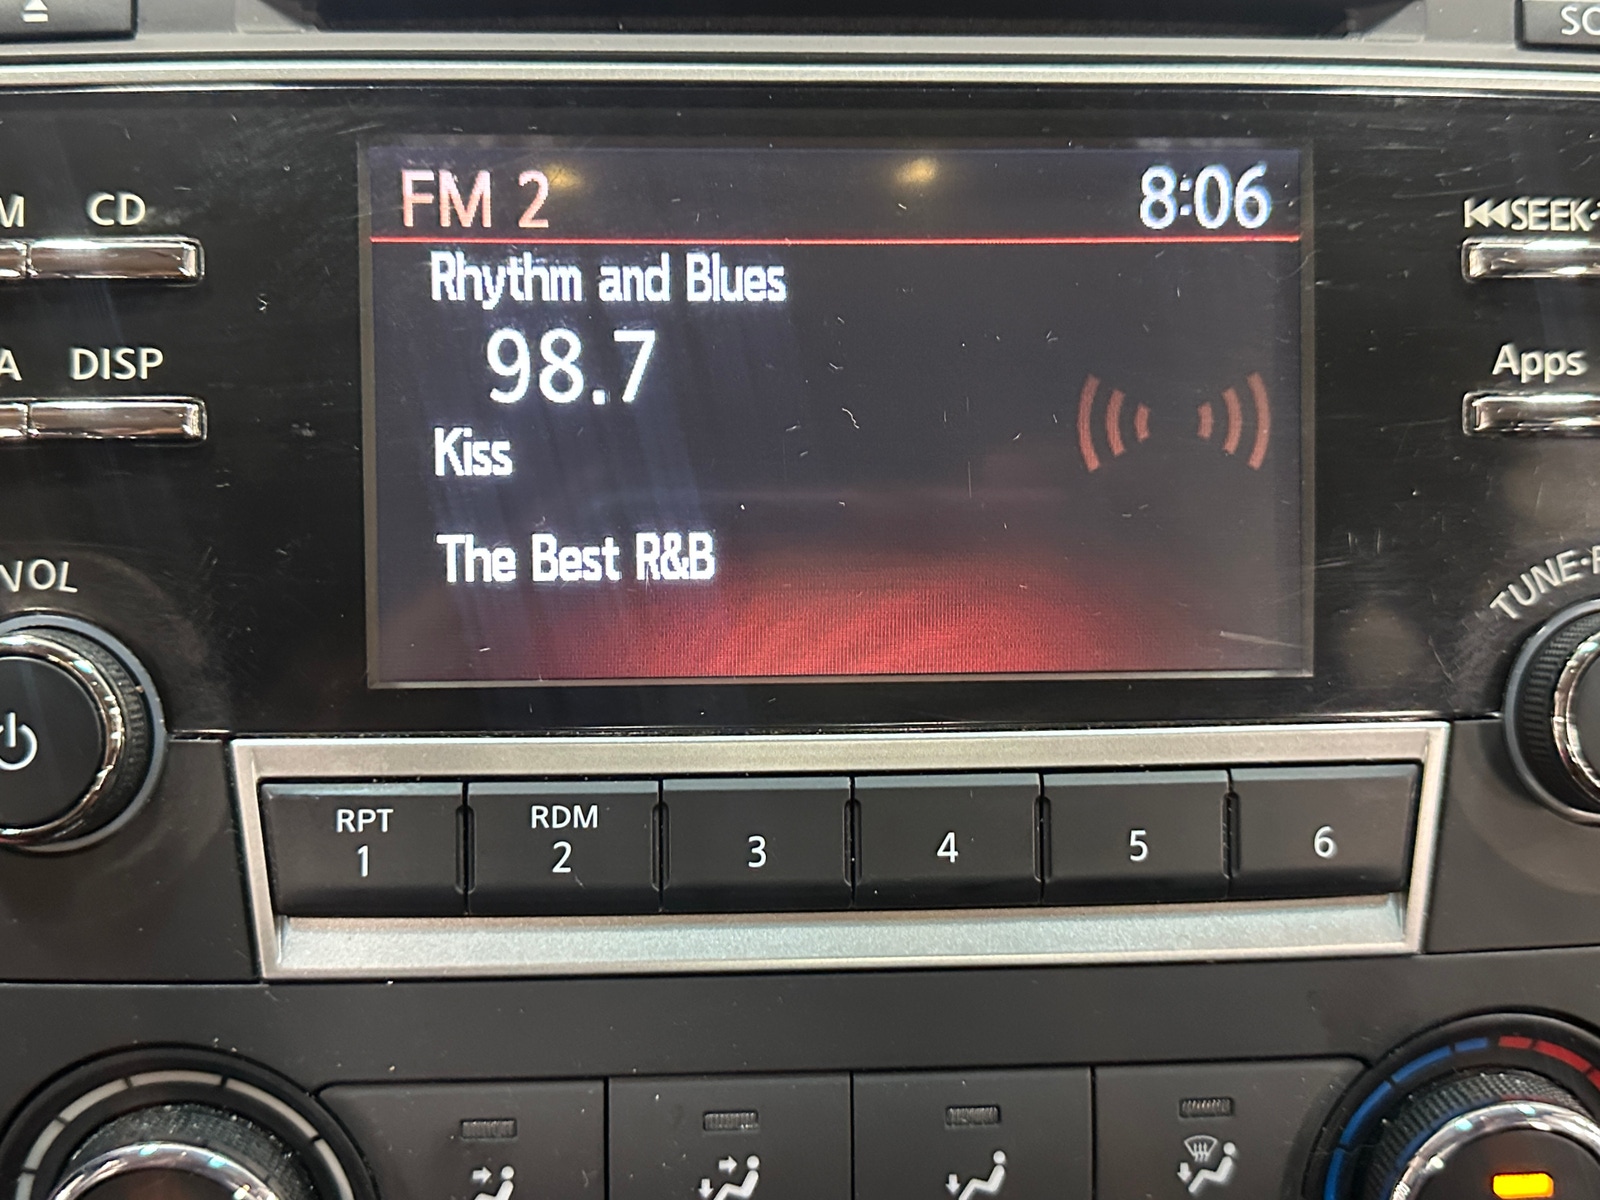 FM 2 8:06
Rhythm and Blues
98.7
Kiss
The Best R&B
CD
DISP
VOL
SEEK
Apps
RPT
1
RDM
2
3
4
5
6